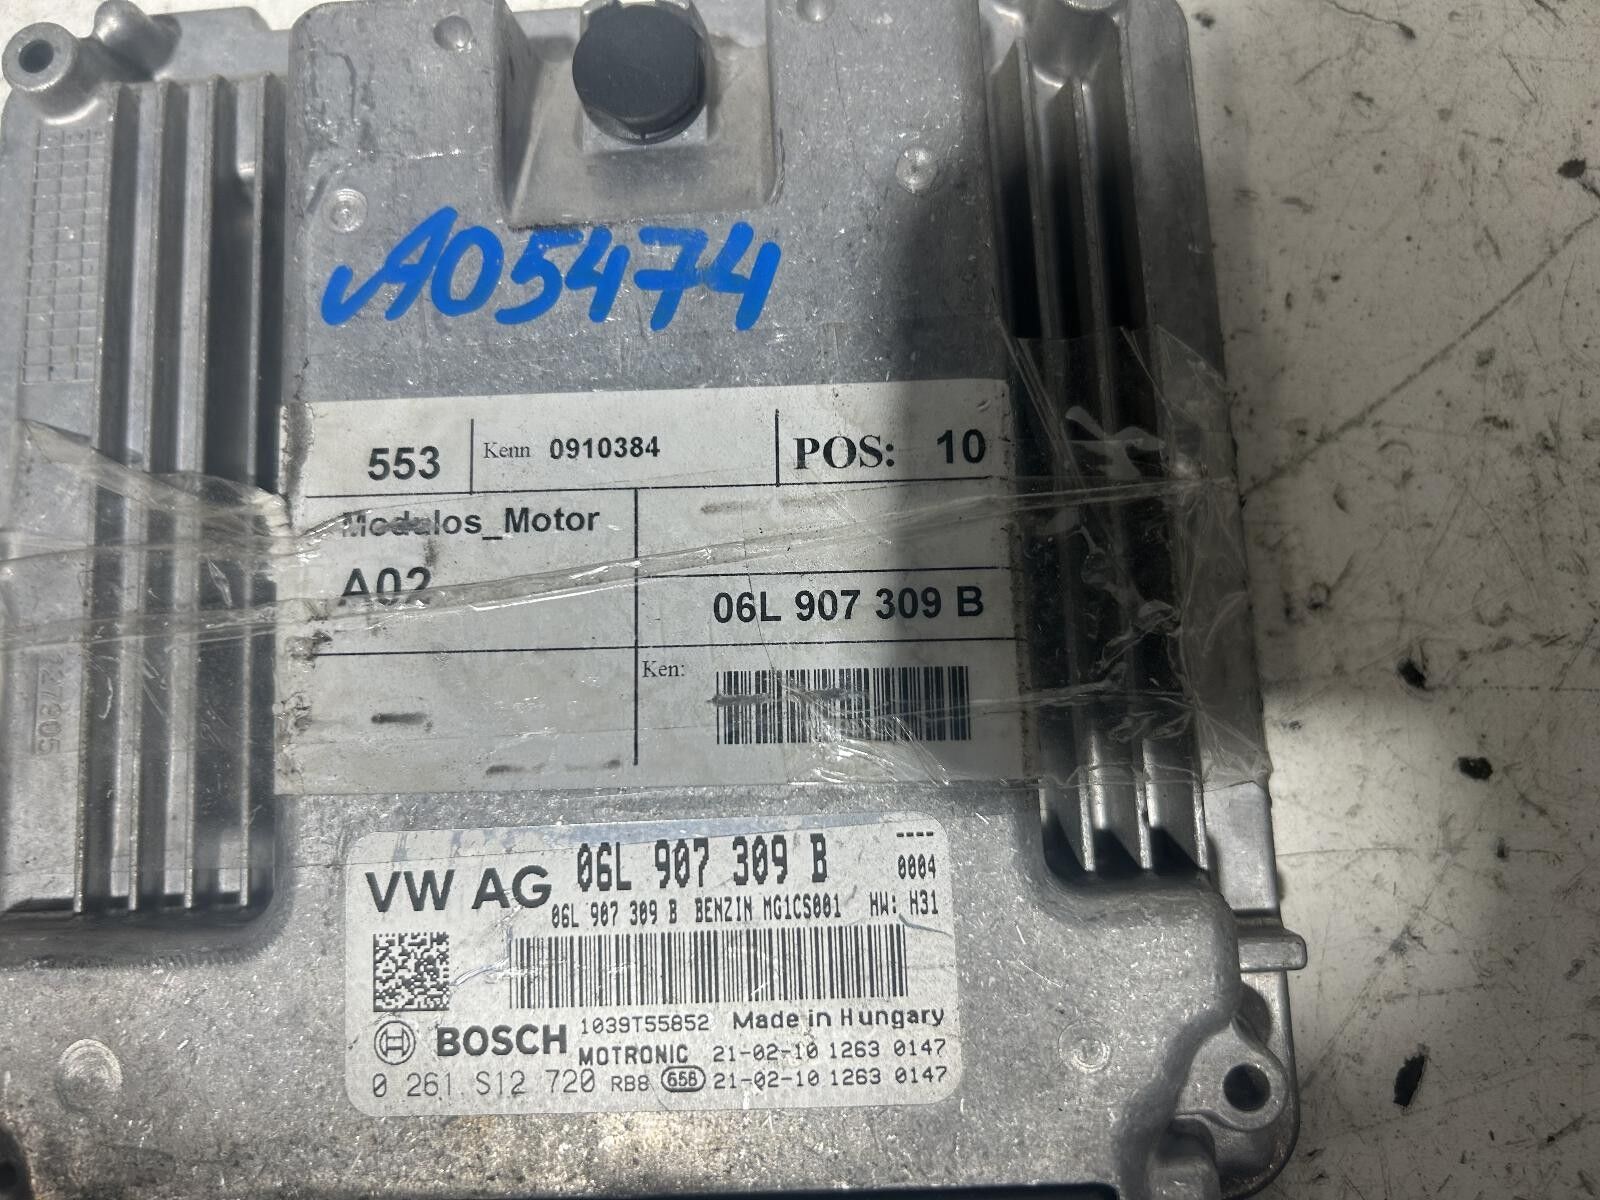 A05474
553 Kenn 0910384 POS: 10
Modulos_Motor
A02
06L 907 309 B
Ken:
VW AG 06L 907 309 B ---- 0004
06L 907 309 B BENZIN MG1CS001 HW: H31
BOSCH 1039T55852 Made in Hungary
MOTRONIC 21-02-10 1263 0147
0 261 S12 720 RB8 656 21-02-10 1263 0147